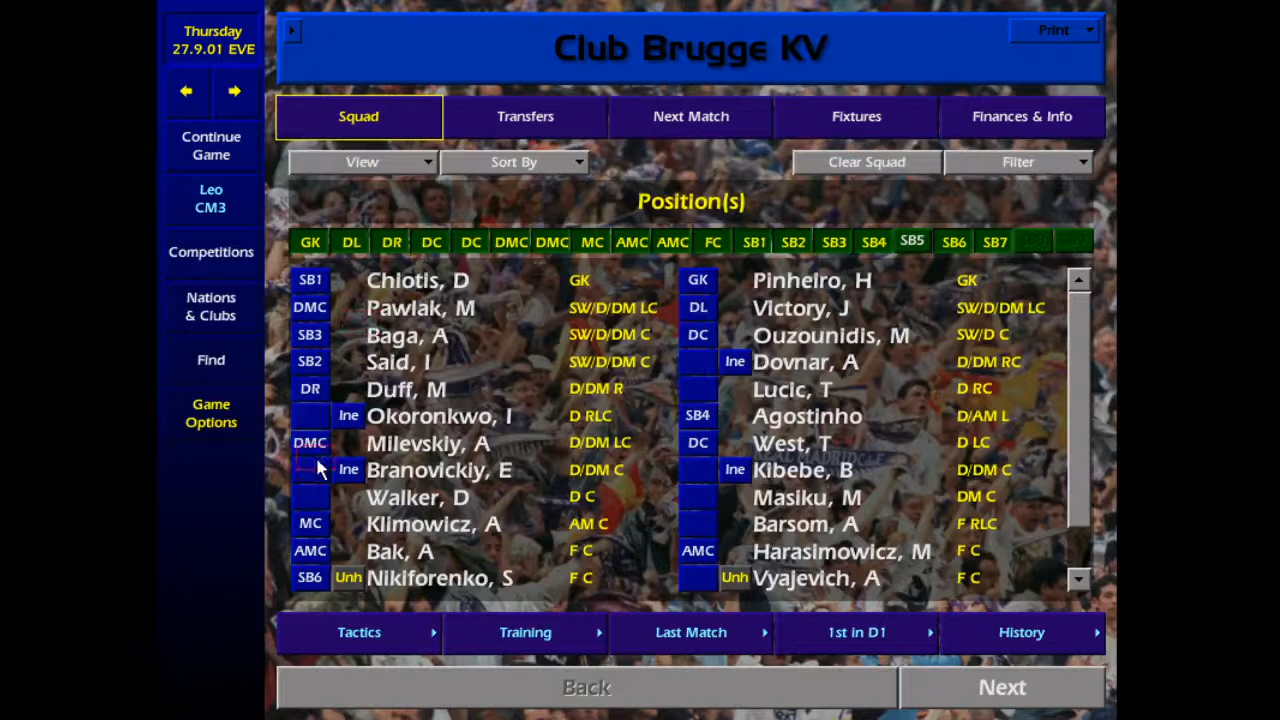 Thursday
27.9.01 EVE
Continue
Game
Leo
CM3
Competitions
Nations
& Clubs
Find
Game
Options
Club Brugge KV
Print
Squad Transfers Next Match Fixtures Finances & Info
View Sort By Clear Squad Filter
Position(s)
GK DL DR DC DC DMC DMC MC AMC AMC FC SB1 SB2 SB3 SB4 SB5 SB6 SB7
SB1 Chiotis, D GK GK Pinheiro, H GK
DMC Pawlak, M SW/D/DM LC DL Victory, J SW/D/DM LC
SB3 Baga, A SW/D/DM C DC Ouzounidis, M SW/D C
SB2 Said, I SW/D/DM C Ine Dovnar, A D/DM RC
DR Duff, M D/DM R Lucic, T D RC
Ine Okoronkwo, I D RLC SB4 Agostinho D/AM L
DMC Milevskiy, A D/DM LC DC West, T D LC
Ine Branovickiy, E D/DM C Ine Kibebe, B D/DM C
Walker, D D C Masiku, M DM C
MC Klimowicz, A AM C Barsom, A F RLC
AMC Bak, A F C AMC Harasimowicz, M F C
SB6 Unh Nikiforenko, S F C Unh Vyajevich, A F C
Tactics Training Last Match 1st in D1 History
Back Next